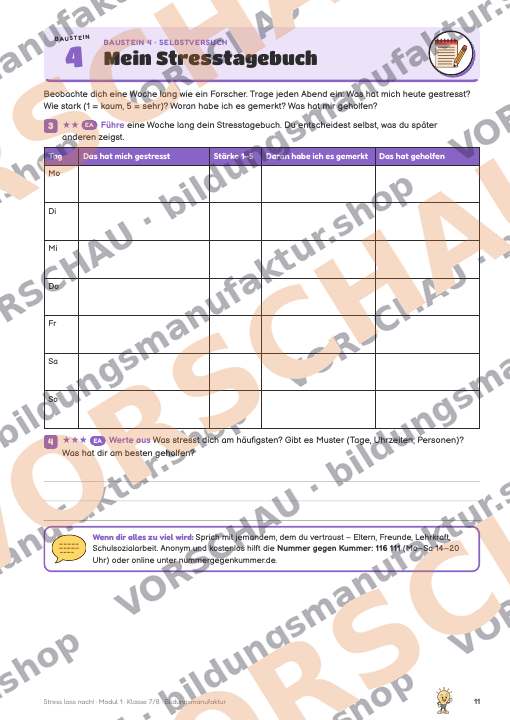 BAUSTEIN
4
BAUSTEIN 4 · SELBSTVERSUCH
Mein Stresstagebuch
Beobachte dich eine Woche lang wie ein Forscher. Trage jeden Abend ein: Was hat mich heute gestresst?
Wie stark (1 = kaum, 5 = sehr)? Woran habe ich es gemerkt? Was hat mir geholfen?
3 ★★ EA Führe eine Woche lang dein Stresstagebuch. Du entscheidest selbst, was du später
anderen zeigst.
Tag Das hat mich gestresst Stärke 1–5 Daran habe ich es gemerkt Das hat geholfen
Mo
Di
Mi
Do
Fr
Sa
So
4 ★★★ EA Werte aus Was stresst dich am häufigsten? Gibt es Muster (Tage, Uhrzeiten, Personen)?
Was hat dir am besten geholfen?
Wenn dir alles zu viel wird: Sprich mit jemandem, dem du vertraust – Eltern, Freunde, Lehrkraft,
Schulsozialarbeit. Anonym und kostenlos hilft die Nummer gegen Kummer: 116 111 (Mo–Sa 14–20
Uhr) oder online unter nummergegenkummer.de.
Stress lass nach! · Modul 1 · Klasse 7/8 · Bildungsmanufaktur
11
VORSCHAU · bildungsmanufaktur.shop
VORSCHAU